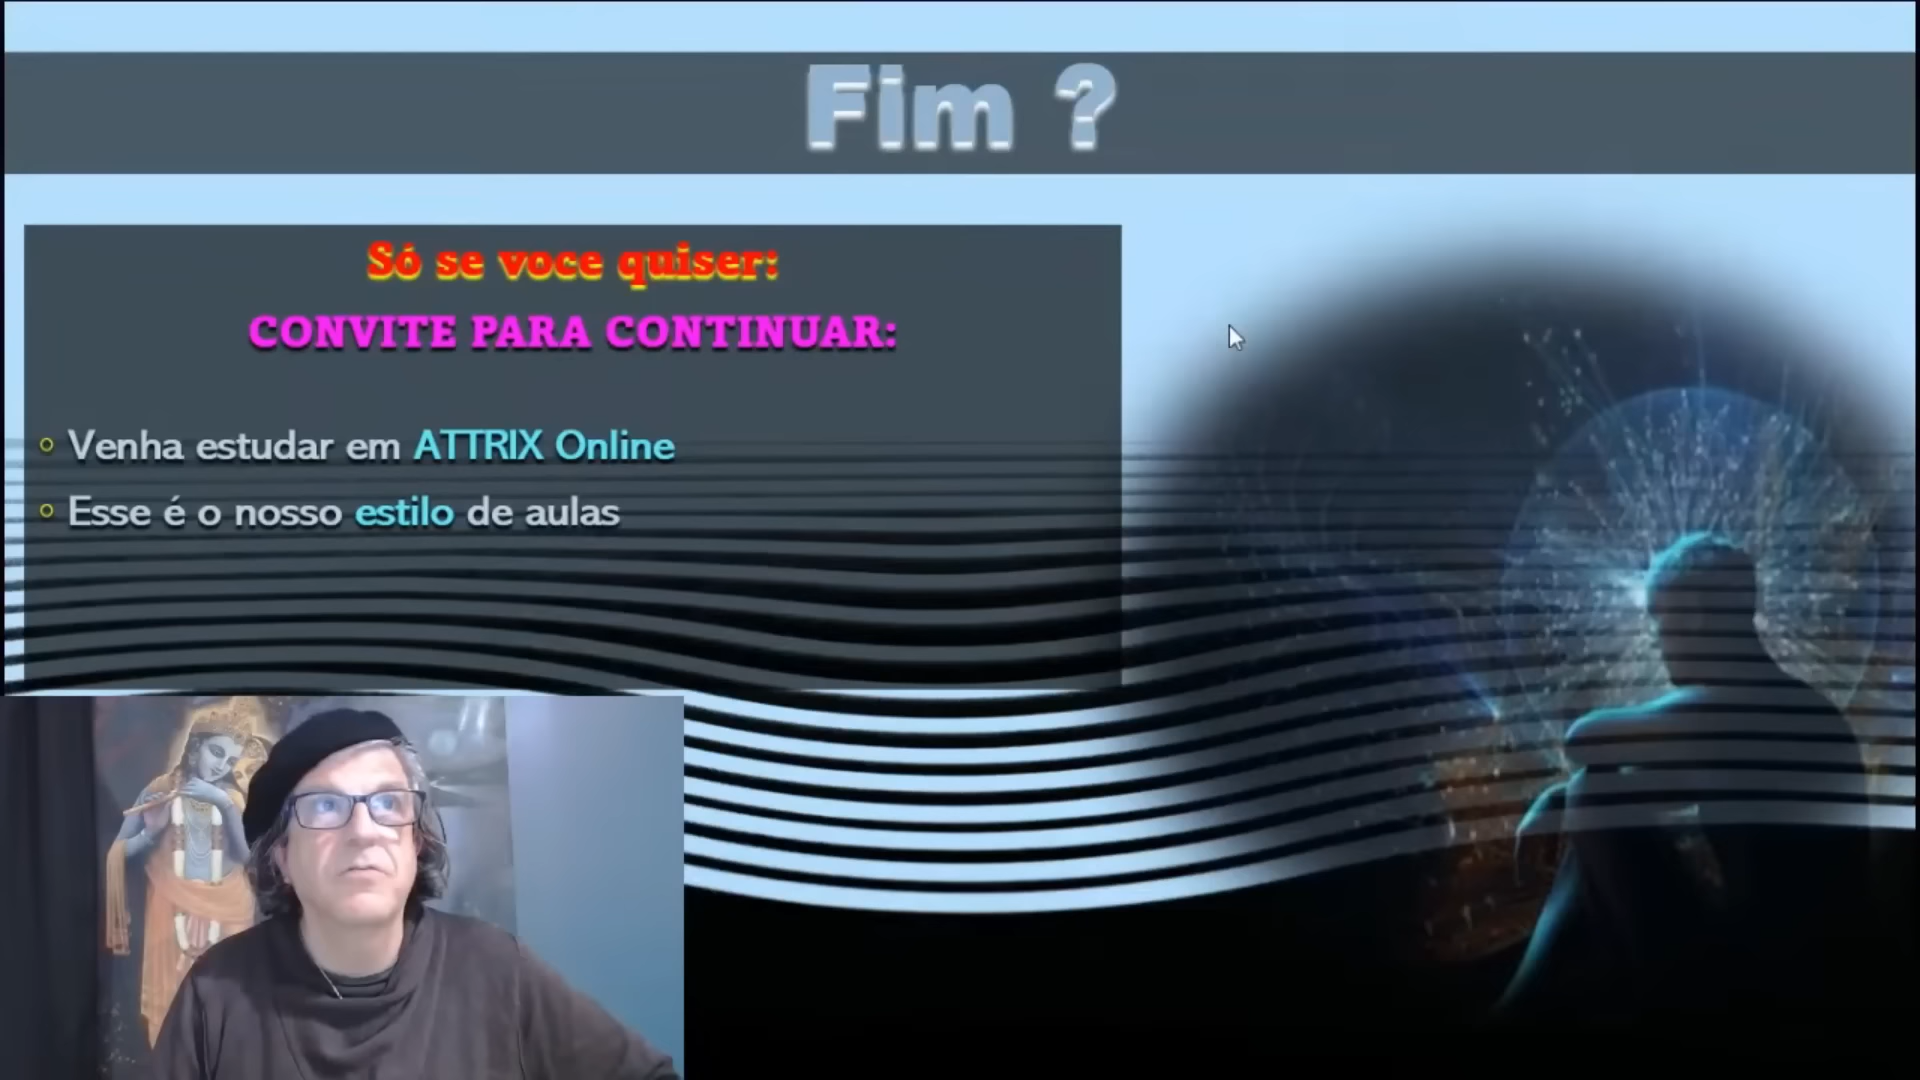 Fim ?
Só se voce quiser:
CONVITE PARA CONTINUAR:
Venha estudar em ATTRIX Online
Esse é o nosso estilo de aulas